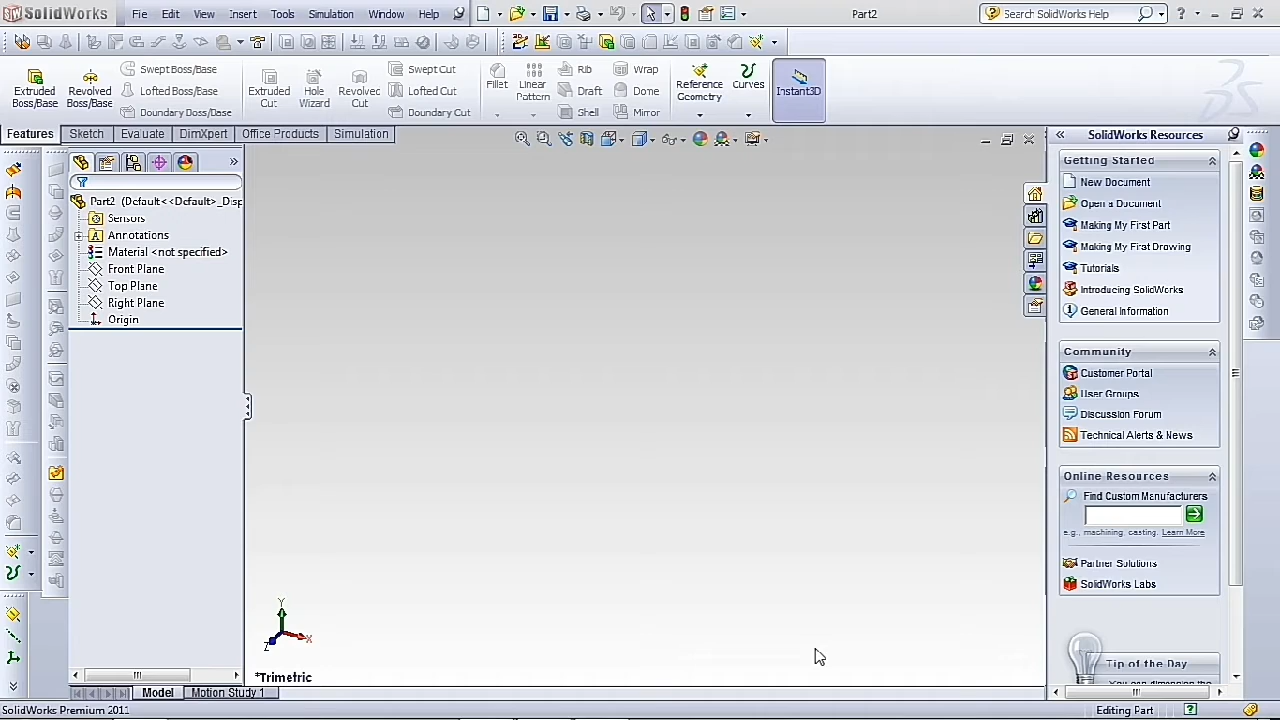 SolidWorks File Edit View Insert Tools Simulation Window Help Part2 Search SolidWorks Help
Extruded Boss/Base
Revolved Boss/Base
Swept Boss/Base
Lofted Boss/Base
Boundary Boss/Base
Extruded Cut
Hole Wizard
Revolved Cut
Swept Cut
Lofted Cut
Boundary Cut
Fillet
Linear Pattern
Rib
Draft
Shell
Wrap
Dome
Mirror
Reference Geometry
Curves
Instant3D
Features Sketch Evaluate DimXpert Office Products Simulation
Part2 (Default<<Default>_Disp
Sensors
Annotations
Material <not specified>
Front Plane
Top Plane
Right Plane
Origin
Y
X
Z
*Trimetric
SolidWorks Resources
Getting Started
New Document
Open a Document
Making My First Part
Making My First Drawing
Tutorials
Introducing SolidWorks
General Information
Community
Customer Portal
User Groups
Discussion Forum
Technical Alerts & News
Online Resources
Find Custom Manufacturers
e.g., machining, casting. Learn More
Partner Solutions
SolidWorks Labs
Tip of the Day
You can dimension the
Model Motion Study 1
SolidWorks Premium 2011 Editing Part